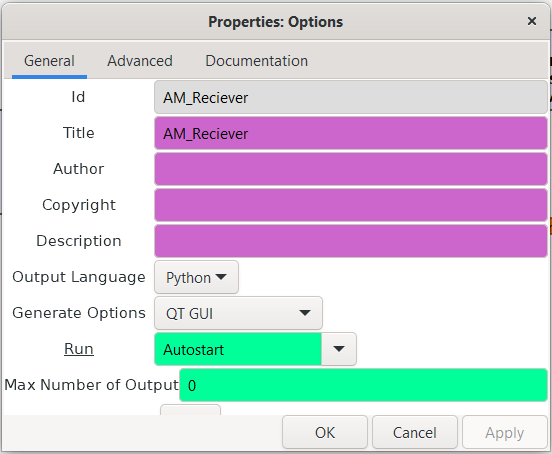 Properties: Options
×
General Advanced Documentation
Id AM_Reciever
Title AM_Reciever
Author
Copyright
Description
Output Language Python
Generate Options QT GUI
Run Autostart
Max Number of Output 0
OK Cancel Apply